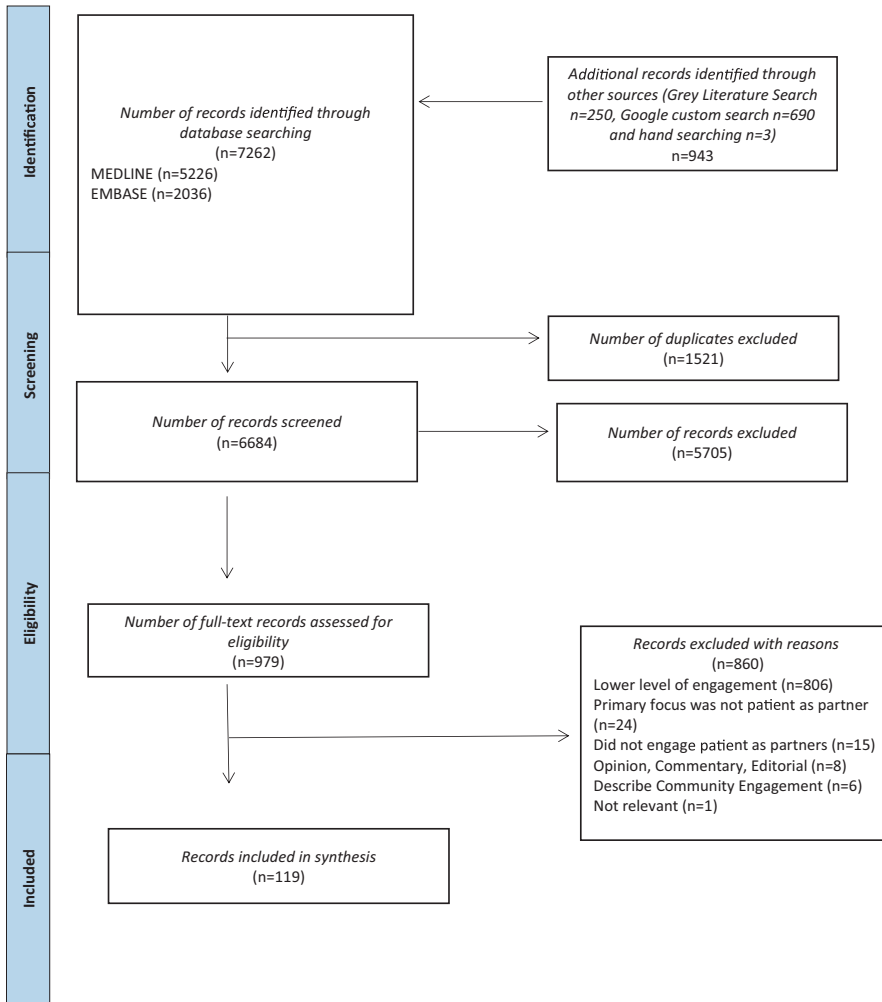 Identification
Number of records identified through
database searching
(n=7262)
MEDLINE (n=5226)
EMBASE (n=2036)
Additional records identified through
other sources (Grey Literature Search
n=250, Google custom search n=690
and hand searching n=3)
n=943
Screening
Number of duplicates excluded
(n=1521)
Number of records screened
(n=6684)
Number of records excluded
(n=5705)
Eligibility
Number of full-text records assessed for
eligibility
(n=979)
Records excluded with reasons
(n=860)
Lower level of engagement (n=806)
Primary focus was not patient as partner
(n=24)
Did not engage patient as partners (n=15)
Opinion, Commentary, Editorial (n=8)
Describe Community Engagement (n=6)
Not relevant (n=1)
Included
Records included in synthesis
(n=119)